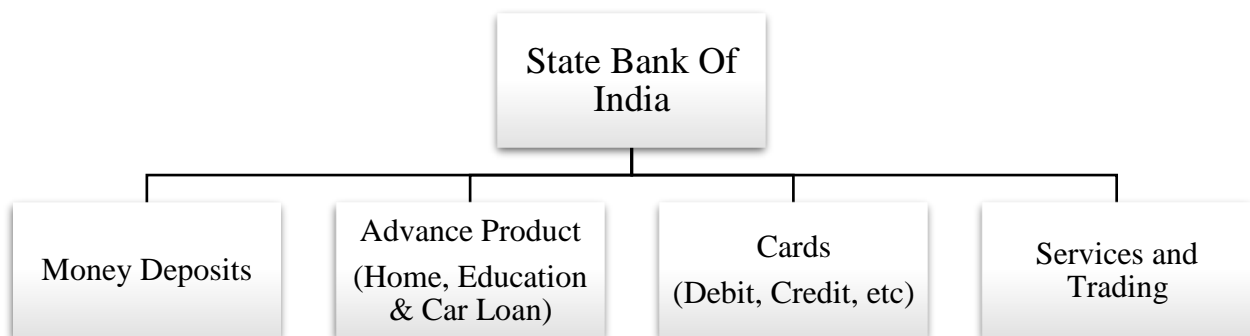 State Bank Of
India
Money Deposits
Advance Product
(Home, Education
& Car Loan)
Cards
(Debit, Credit, etc)
Services and
Trading